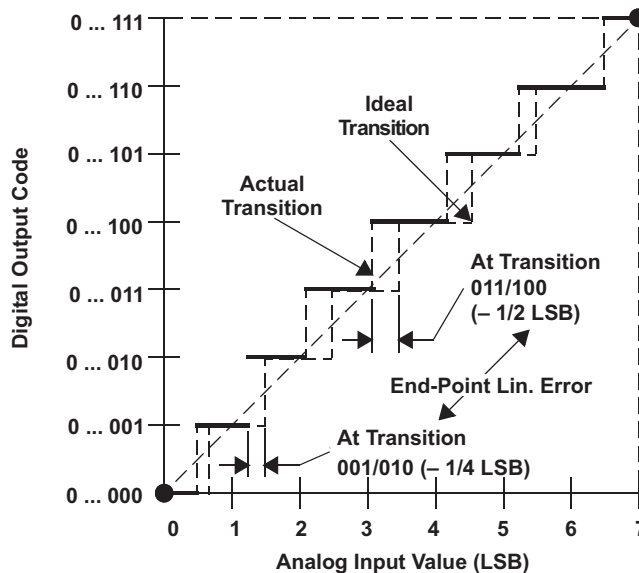 0 ... 111
0 ... 110
Ideal
Transition
0 ... 101
Actual
Transition
0 ... 100
At Transition
011/100
(– 1/2 LSB)
0 ... 011
Digital Output Code
0 ... 010
End-Point Lin. Error
0 ... 001
At Transition
001/010 (– 1/4 LSB)
0 ... 000
0 1 2 3 4 5 6 7
Analog Input Value (LSB)